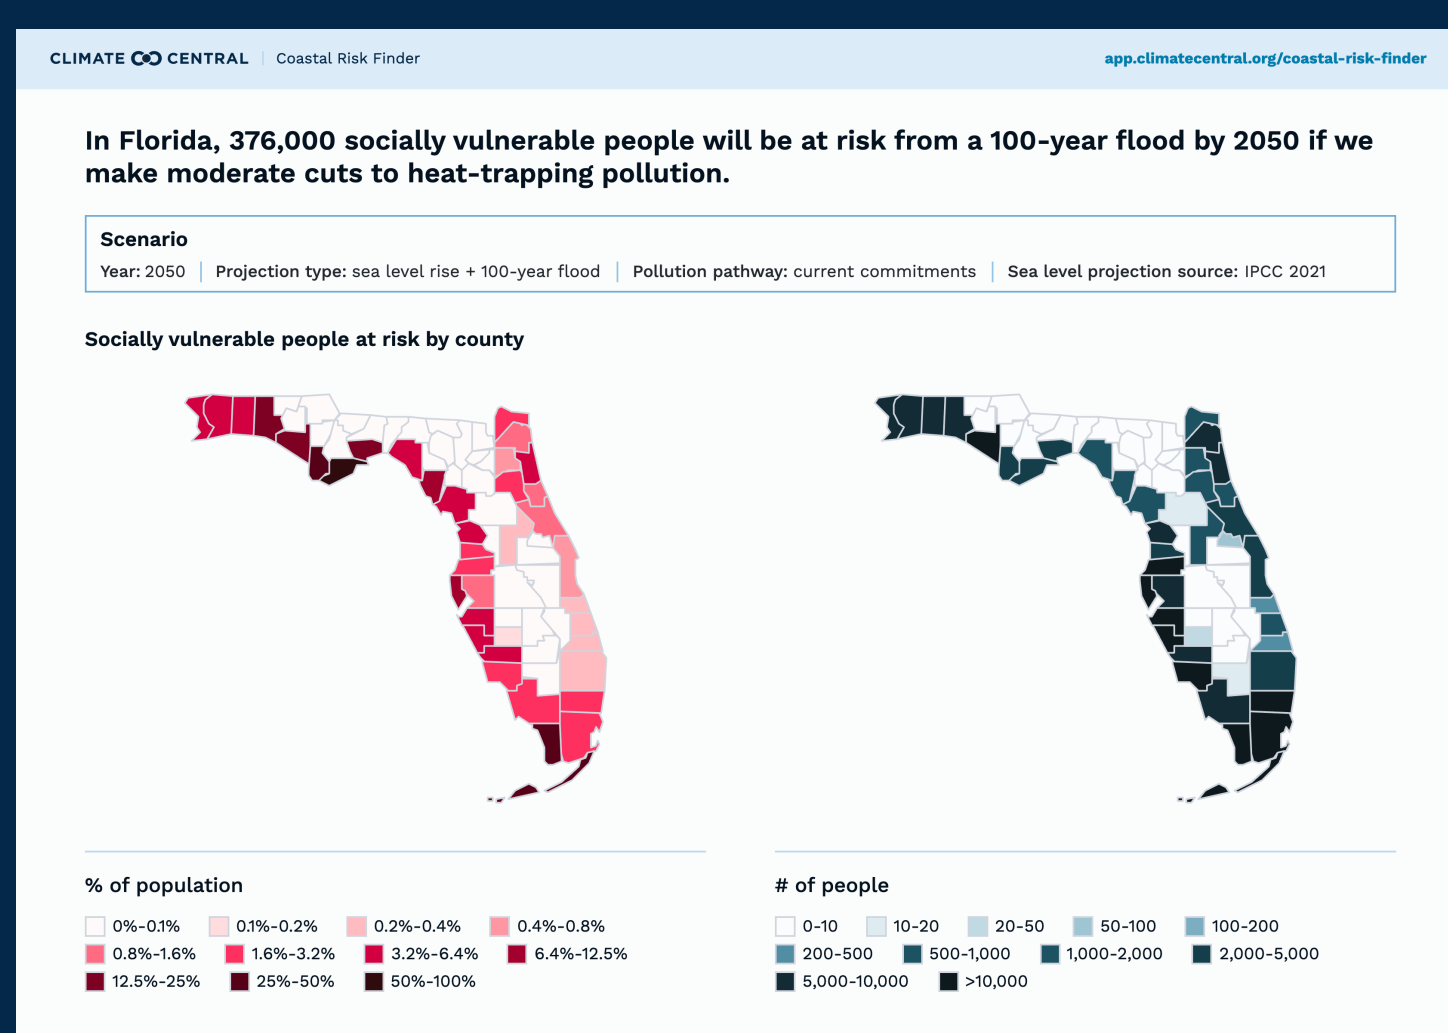 CLIMATE CENTRAL | Coastal Risk Finder
app.climatecentral.org/coastal-risk-finder
In Florida, 376,000 socially vulnerable people will be at risk from a 100-year flood by 2050 if we
make moderate cuts to heat-trapping pollution.
Scenario
Year: 2050 | Projection type: sea level rise + 100-year flood | Pollution pathway: current commitments | Sea level projection source: IPCC 2021
Socially vulnerable people at risk by county
% of population
0%-0.1% 0.1%-0.2% 0.2%-0.4% 0.4%-0.8%
0.8%-1.6% 1.6%-3.2% 3.2%-6.4% 6.4%-12.5%
12.5%-25% 25%-50% 50%-100%
# of people
0-10 10-20 20-50 50-100 100-200
200-500 500-1,000 1,000-2,000 2,000-5,000
5,000-10,000 >10,000